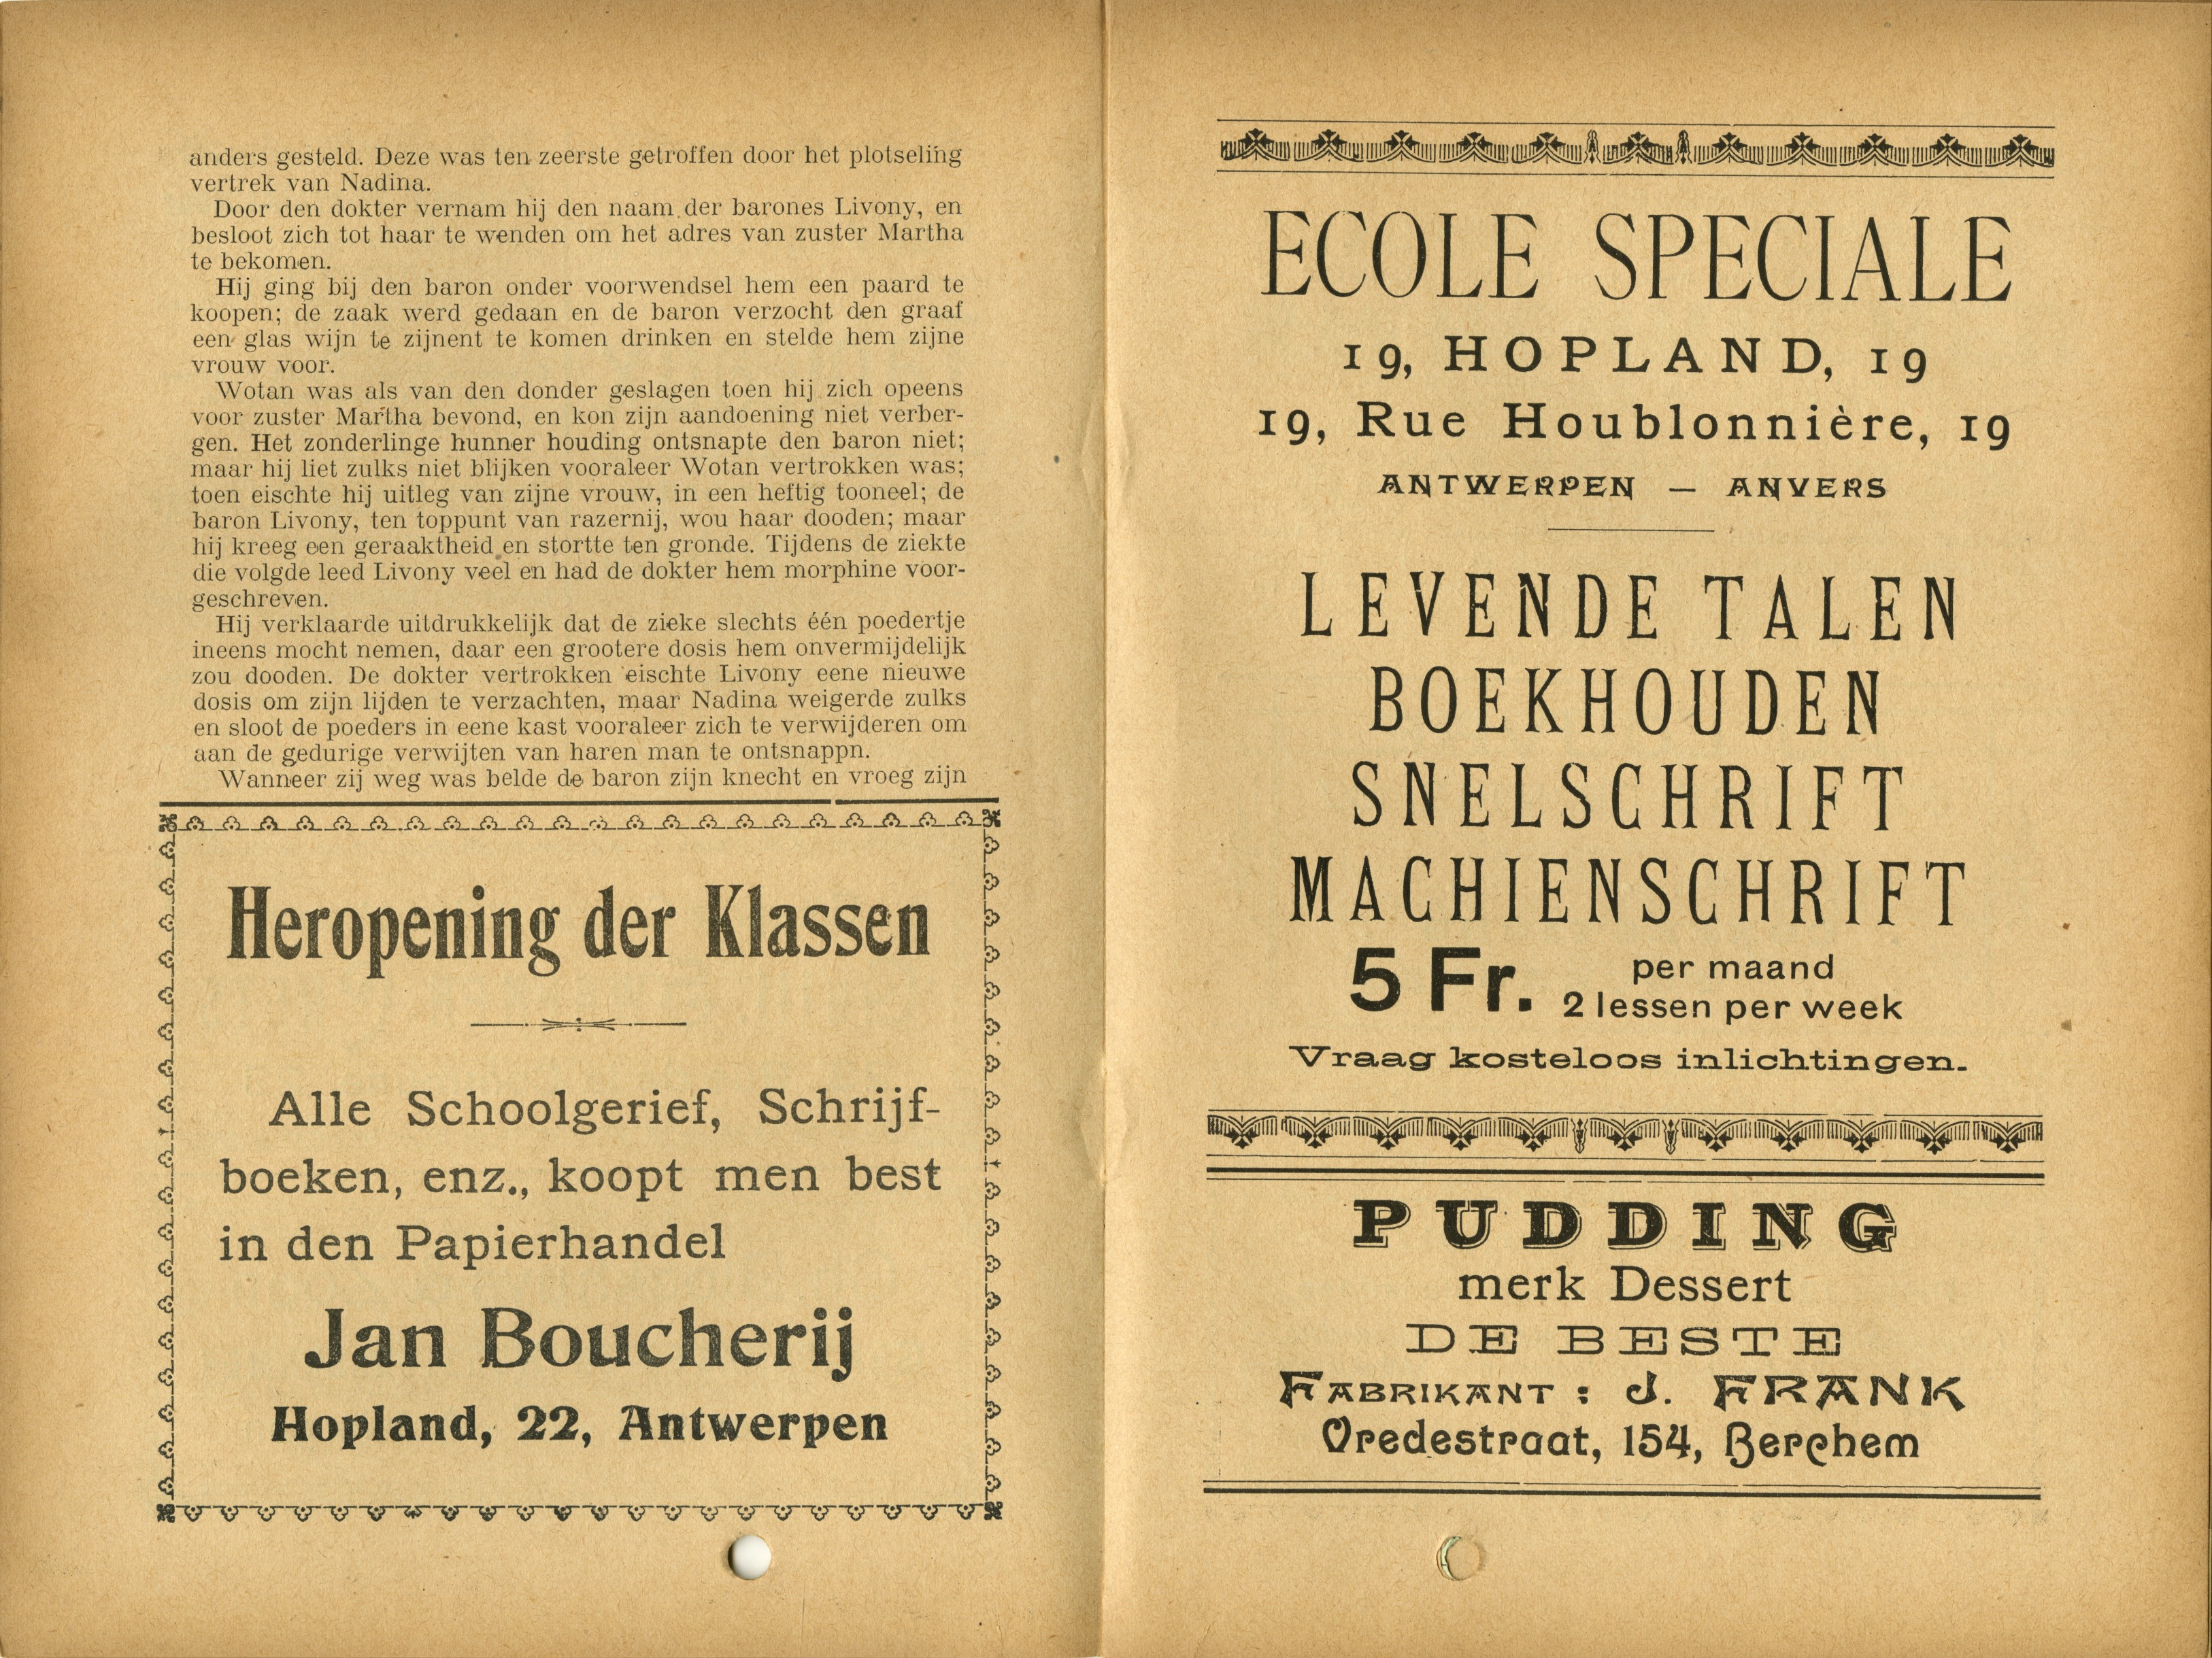 anders gesteld. Deze was ten zeerste getroffen door het plotseling
vertrek van Nadina.
Door den dokter vernam hij den naam der barones Livony, en
besloot zich tot haar te wenden om het adres van zuster Martha
te bekomen.
Hij ging bij den baron onder voorwendsel hem een paard te
koopen; de zaak werd gedaan en de baron verzocht den graaf
een glas wijn te zijnent te komen drinken en stelde hem zijne
vrouw voor.
Wotan was als van den donder geslagen toen hij zich opeens
voor zuster Martha bevond, en kon zijn aandoening niet verber-
gen. Het zonderlinge hunner houding ontsnapte den baron niet;
maar hij liet zulks niet blijken vooraleer Wotan vertrokken was;
toen eischte hij uitleg van zijne vrouw, in een heftig tooneel; de
baron Livony, ten toppunt van razernij, wou haar dooden; maar
hij kreeg een geraaktheid en stortte ten gronde. Tijdens de ziekte
die volgde leed Livony veel en had de dokter hem morphine voor-
geschreven.
Hij verklaarde uitdrukkelijk dat de zieke slechts één poedertje
ineens mocht nemen, daar een grootere dosis hem onvermijdelijk
zou dooden. De dokter vertrokken eischte Livony eene nieuwe
dosis om zijn lijden te verzachten, maar Nadina weigerde zulks
en sloot de poeders in eene kast vooraleer zich te verwijderen om
aan de gedurige verwijten van haren man te ontsnappn.
Wanneer zij weg was belde de baron zijn knecht en vroeg zijn
Heropening der Klassen
Alle Schoolgerief, Schrijf-
boeken, enz., koopt men best
in den Papierhandel
Jan Boucherij
Hopland, 22, Antwerpen
ECOLE SPECIALE
19, HOPLAND, 19
19, Rue Houblonnière, 19
ANTWERPEN — ANVERS
LEVENDE TALEN
BOEKHOUDEN
SNELSCHRIFT
MACHIENSCHRIFT
5 Fr. per maand
2 lessen per week
Vraag kosteloos inlichtingen.
PUDDING
merk Dessert
DE BESTE
FABRIKANT : J. FRANK
Vredestraat, 154, Berchem